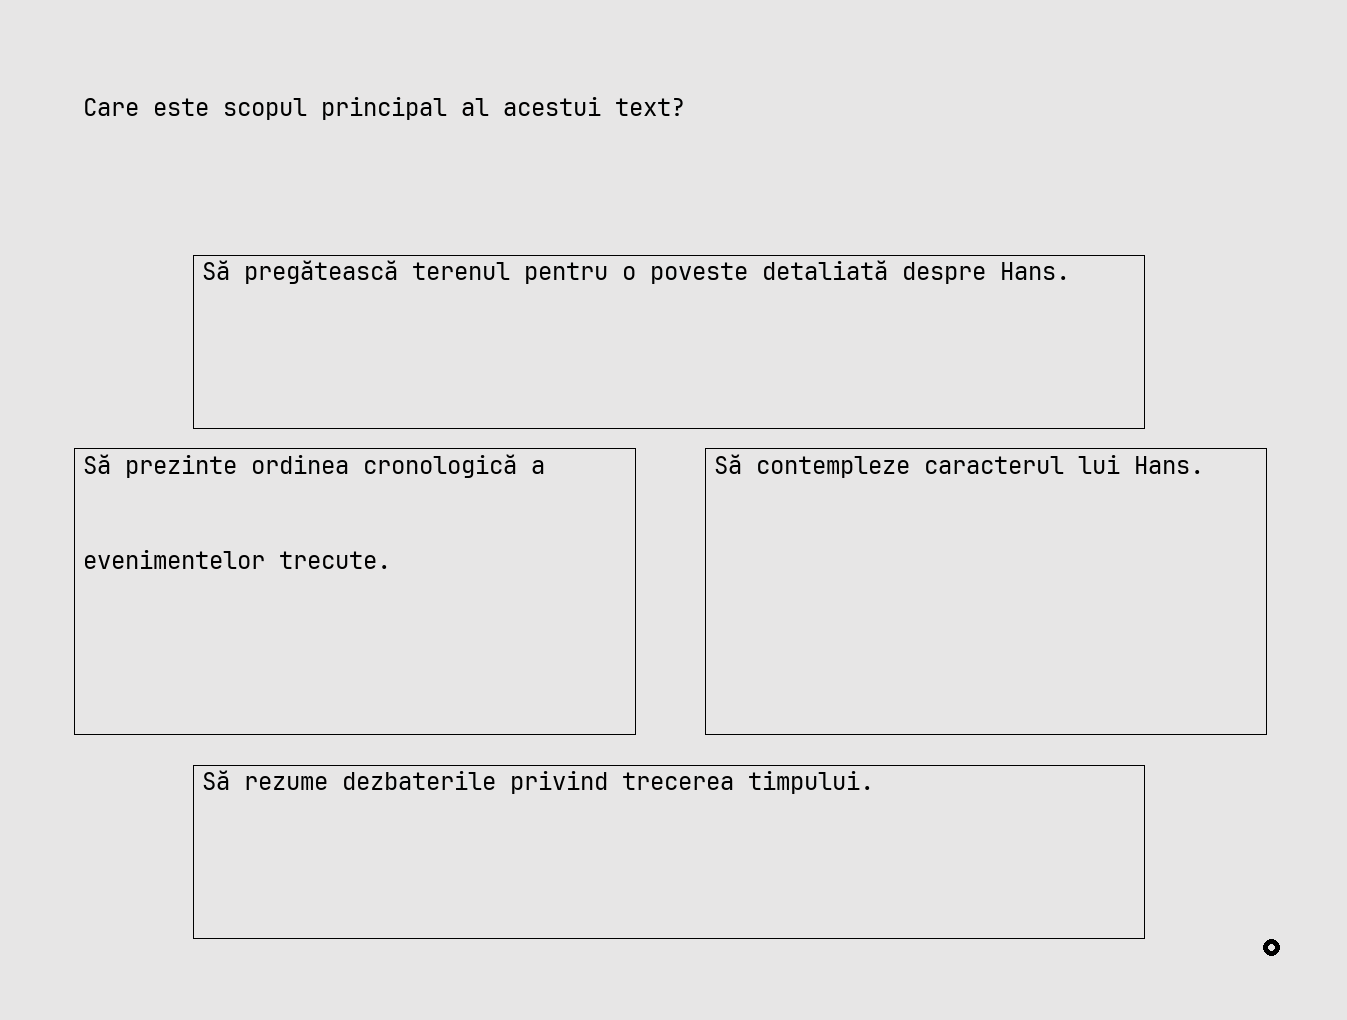 Care este scopul principal al acestui text?
Să pregătească terenul pentru o poveste detaliată despre Hans.
Să prezinte ordinea cronologică a
evenimentelor trecute.
Să contempleze caracterul lui Hans.
Să rezume dezbaterile privind trecerea timpului.